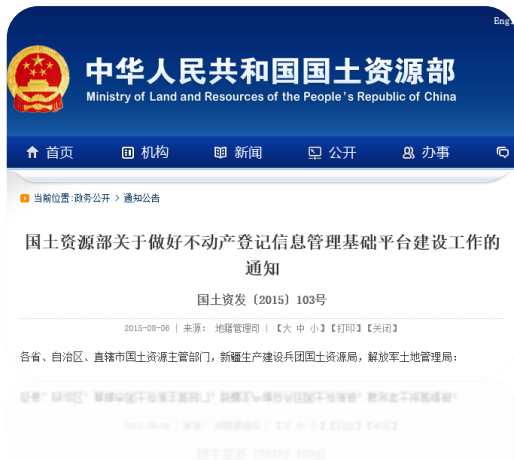 Eng
中华人民共和国国土资源部
Ministry of Land and Resources of the People's Republic of China
首页 机构 新闻 公开 办事
当前位置:政务公开 > 通知公告
国土资源部关于做好不动产登记信息管理基础平台建设工作的
通知
国土资发〔2015〕103号
2015-08-06 | 来源: 地籍管理司 | 【大 中 小】【打印】【关闭】
各省、自治区、直辖市国土资源主管部门，新疆生产建设兵团国土资源局，解放军土地管理局：